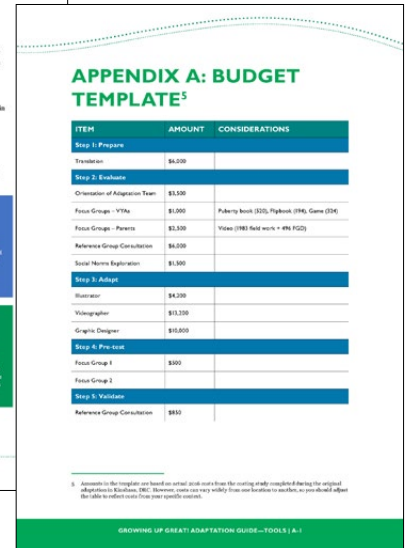 APPENDIX A: BUDGET
TEMPLATE⁵
ITEM AMOUNT CONSIDERATIONS
Step 1: Prepare
Translation $6,000
Step 2: Evaluate
Orientation of Adaptation Team $3,500
Focus Groups – VYAs $1,000 Puberty book (520), Flipbook (194), Game (324)
Focus Groups – Parents $2,500 Video (1983 field work + 496 FGD)
Reference Group Consultation $6,000
Social Norms Exploration $1,500
Step 3: Adapt
Illustrator $4,200
Videographer $13,200
Graphic Designer $10,000
Step 4: Pre-test
Focus Group 1 $500
Focus Group 2
Step 5: Validate
Reference Group Consultation $850
5 Amounts in the template are based on actual 2016 costs from the costing study completed during the original
adaptation in Kinshasa, DRC. However, costs can vary widely from one location to another, so you should adjust
the table to reflect costs from your specific context.
GROWING UP GREAT! ADAPTATION GUIDE—TOOLS | A-1